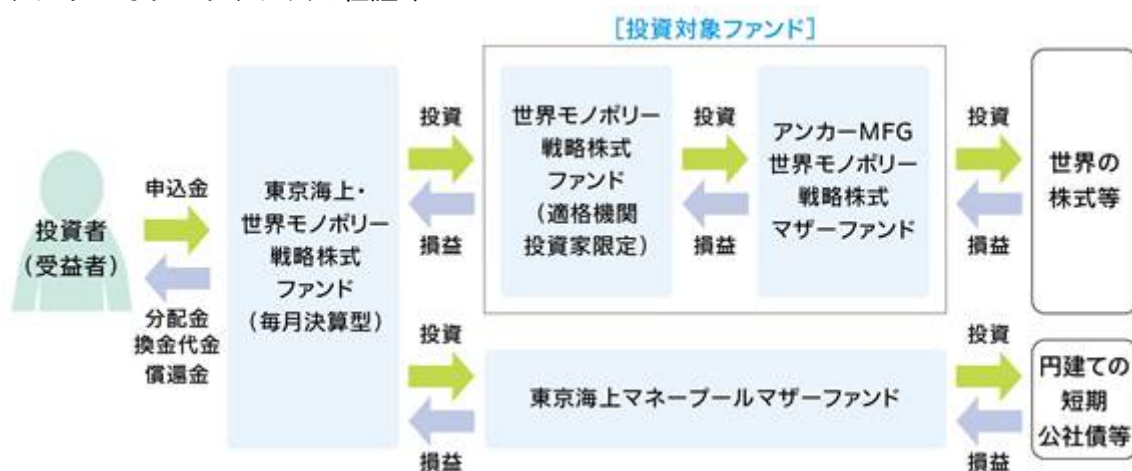 [投資対象ファンド]
投資者
(受益者)
申込金
分配金
換金代金
償還金
東京海上・
世界モノポリー
戦略株式
ファンド
(毎月決算型)
投資
損益
世界モノポリー
戦略株式
ファンド
(適格機関
投資家限定)
投資
損益
アンカーMFG
世界モノポリー
戦略株式
マザーファンド
投資
損益
世界の
株式等
投資
損益
東京海上マネープールマザーファンド
投資
損益
円建ての
短期
公社債等